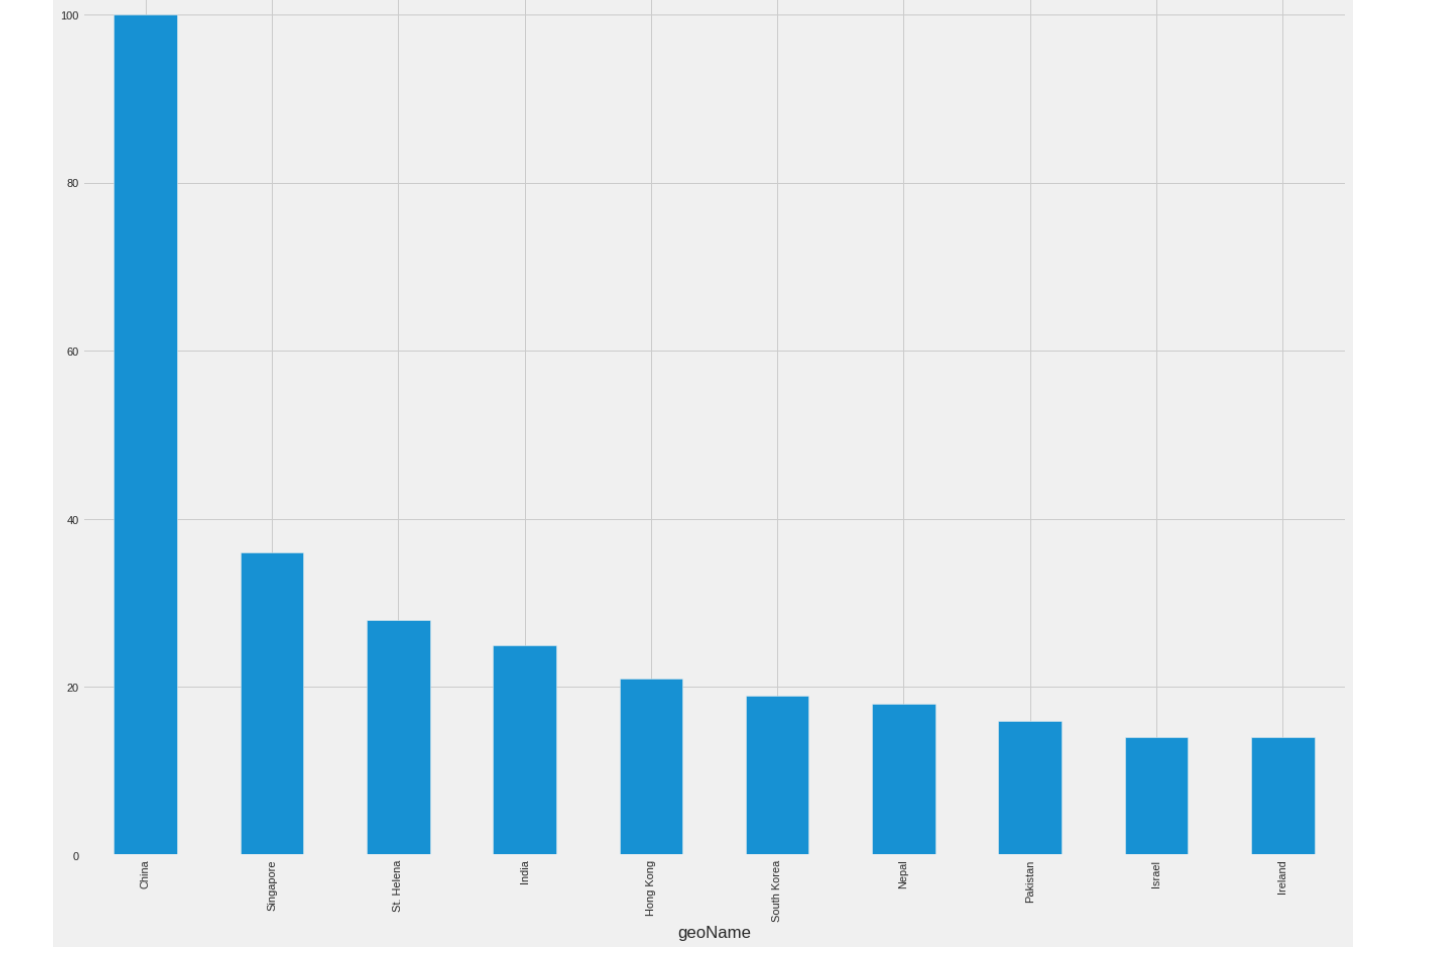 100
80
60
40
20
0
China
Singapore
St. Helena
India
Hong Kong
South Korea
Nepal
Pakistan
Israel
Ireland
geoName